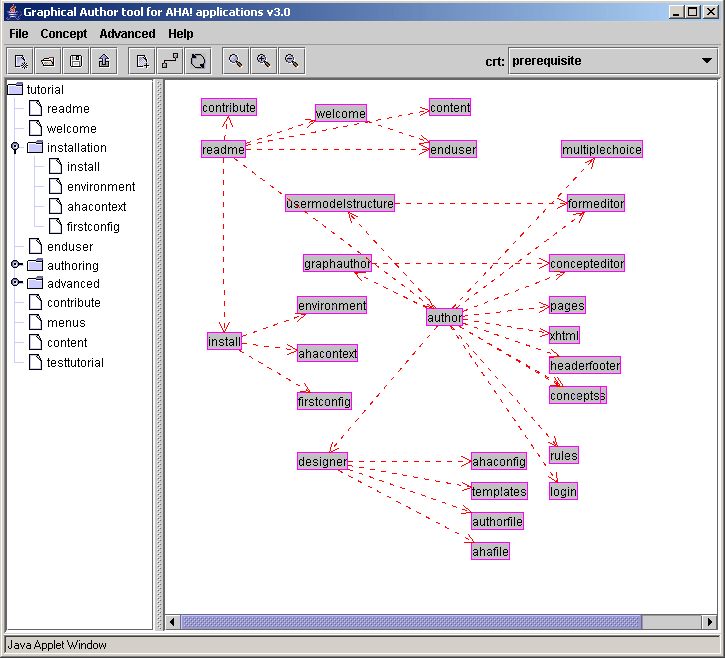 Graphical Author tool for AHA! applications v3.0
File Concept Advanced Help
crt: prerequisite
tutorial
readme
welcome
installation
install
environment
ahacontext
firstconfig
enduser
authoring
advanced
contribute
menus
content
testtutorial
contribute
welcome
content
readme
enduser
multiplechoice
usermodelstructure
formeditor
graphauthor
concepteditor
environment
pages
author
install
xhtml
ahacontext
headerfooter
firstconfig
conceptss
designer
ahaconfig
rules
templates
login
authorfile
ahafile
Java Applet Window